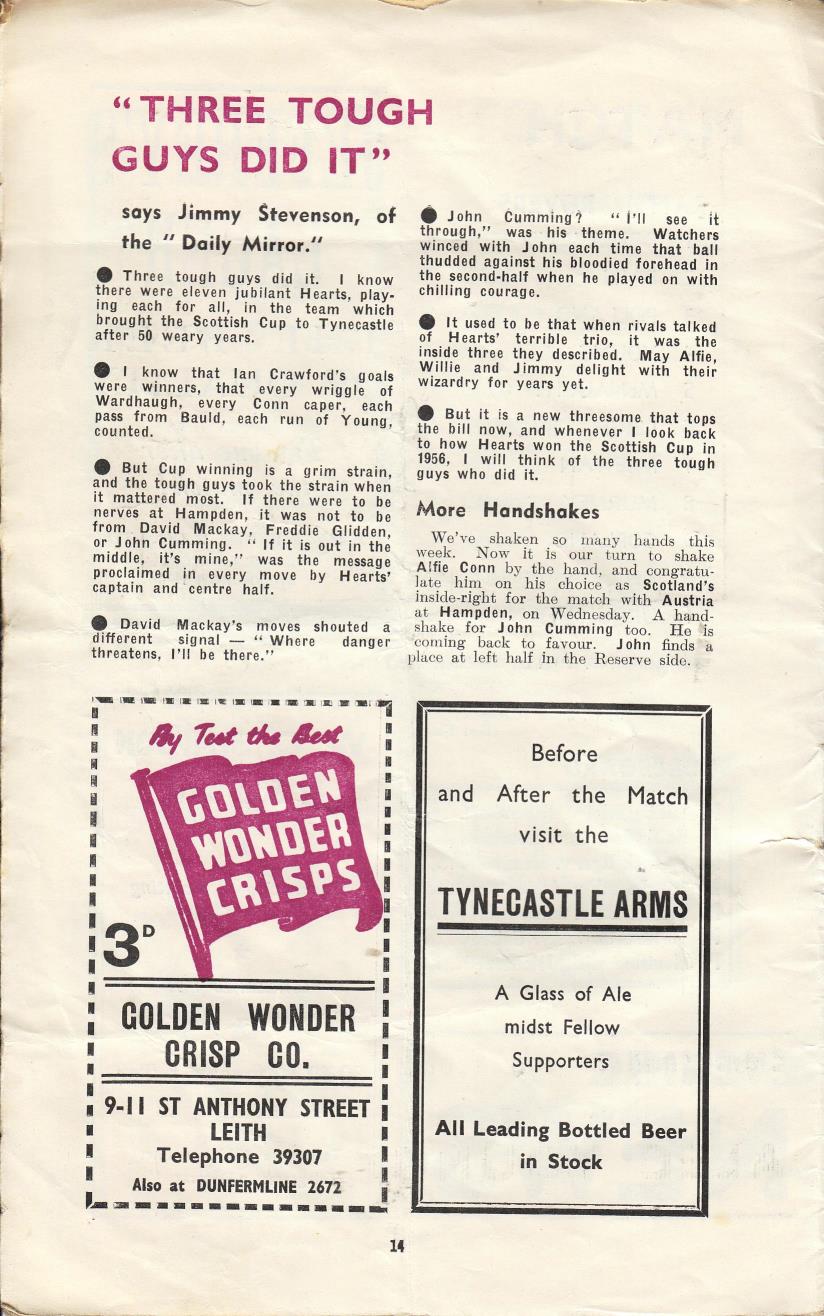 “THREE TOUGH
GUYS DID IT”
says Jimmy Stevenson, of
the “Daily Mirror.”
● Three tough guys did it. I know
there were eleven jubilant Hearts, play-
ing each for all, in the team which
brought the Scottish Cup to Tynecastle
after 50 weary years.
● I know that Ian Crawford's goals
were winners, that every wriggle of
Wardhaugh, every Conn caper, each
pass from Bauld, each run of Young,
counted.
● But Cup winning is a grim strain,
and the tough guys took the strain when
it mattered most. If there were to be
nerves at Hampden, it was not to be
from David Mackay, Freddie Glidden,
or John Cumming. “If it is out in the
middle, it's mine,” was the message
proclaimed in every move by Hearts'
captain and centre half.
● David Mackay's moves shouted a
different signal — “Where danger
threatens, I'll be there.”
● John Cumming? “I'll see it
through,” was his theme. Watchers
winced with John each time that ball
thudded against his bloodied forehead in
the second-half when he played on with
chilling courage.
● It used to be that when rivals talked
of Hearts' terrible trio, it was the
inside three they described. May Alfie,
Willie and Jimmy delight with their
wizardry for years yet.
● But it is a new threesome that tops
the bill now, and whenever I look back
to how Hearts won the Scottish Cup in
1956, I will think of the three tough
guys who did it.
More Handshakes
We've shaken so many hands this
week. Now it is our turn to shake
Alfie Conn by the hand, and congratu-
late him on his choice as Scotland's
inside-right for the match with Austria
at Hampden, on Wednesday. A hand-
shake for John Cumming too. He is
coming back to favour. John finds a
place at left half in the Reserve side.
By Test the Best
GOLDEN
WONDER
CRISPS
3D
GOLDEN WONDER
CRISP CO.
9-11 ST ANTHONY STREET
LEITH
Telephone 39307
Also at DUNFERMLINE 2672
Before
and After the Match
visit the
TYNECASTLE ARMS
A Glass of Ale
midst Fellow
Supporters
All Leading Bottled Beer
in Stock
14